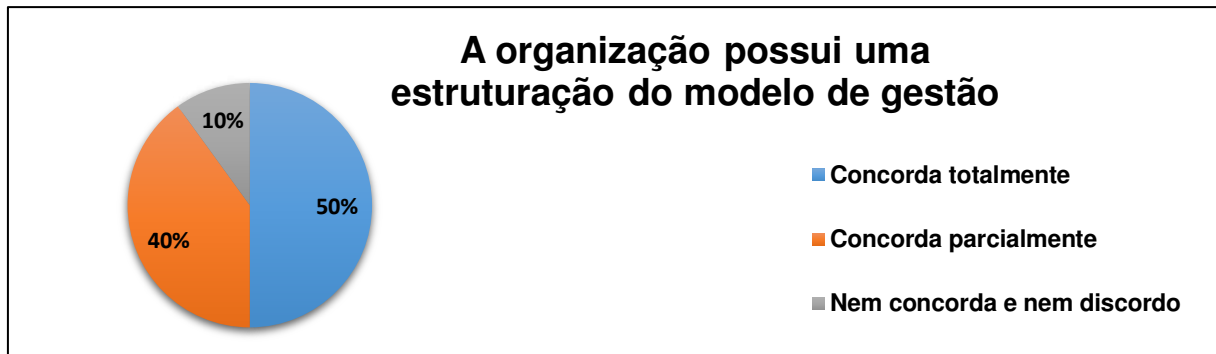 A organização possui uma
estruturação do modelo de gestão
10%
50%
40%
Concorda totalmente
Concorda parcialmente
Nem concorda e nem discordo